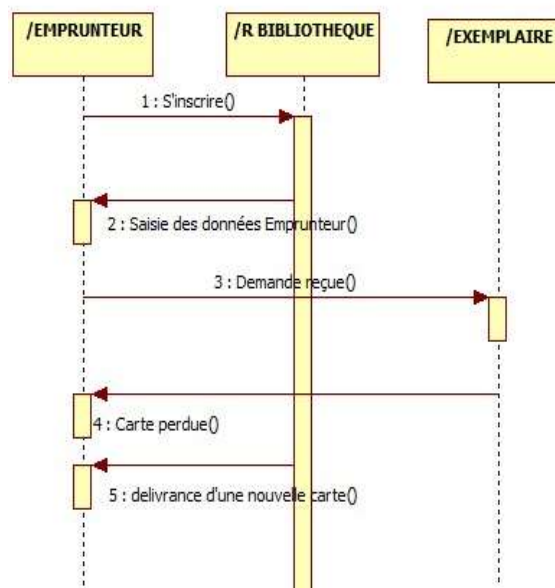 /EMPRUNTEUR
/R BIBLIOTHEQUE
/EXEMPLAIRE
1 : S'inscrire()
2 : Saisie des données Emprunteur()
3 : Demande reçue()
4 : Carte perdue()
5 : delivrance d'une nouvelle carte()